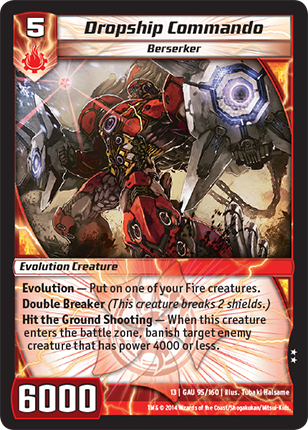 5
Dropship Commando
Berserker
Evolution Creature
Evolution — Put on one of your Fire creatures.
Double Breaker (This creature breaks 2 shields.)
Hit the Ground Shooting — When this creature
enters the battle zone, banish target enemy
creature that has power 4000 or less.
6000
13 | GAU 95/160 | Illus. Tubaki Halsame
TM& © 2014 Wizards of the Coast/Shogakukan/Mitsui-Kids.